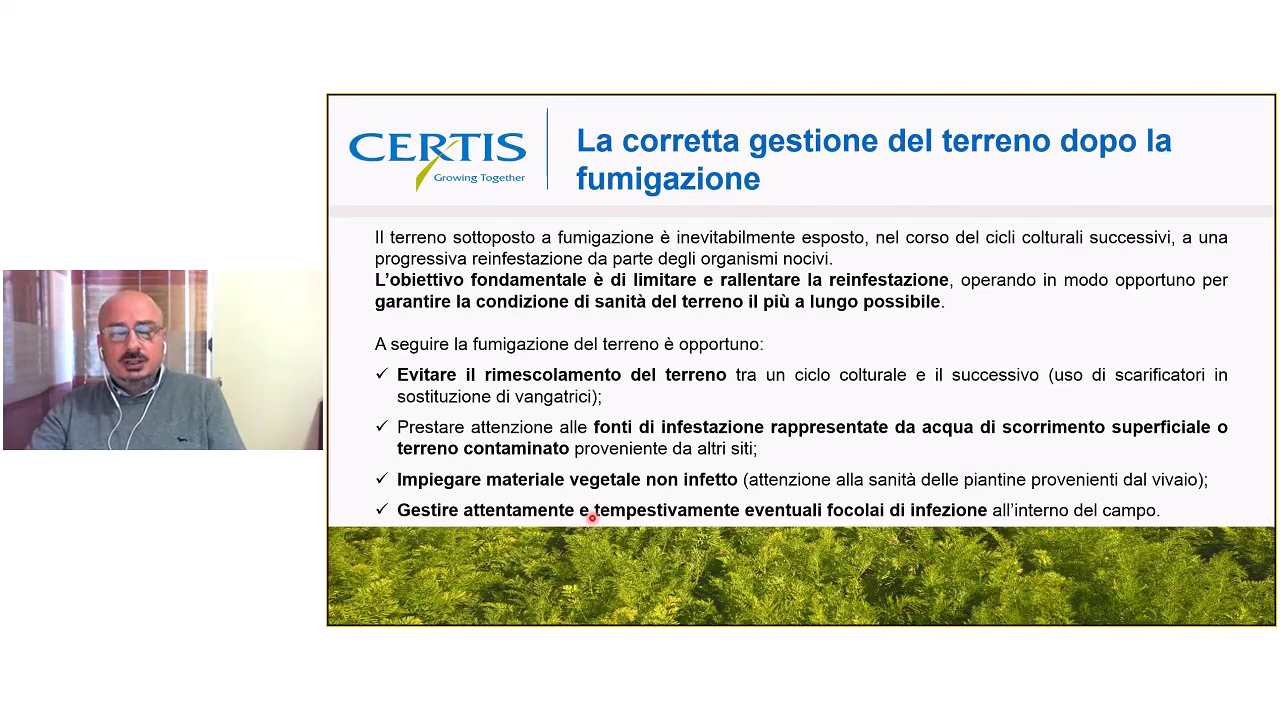 CERTIS
Growing Together
La corretta gestione del terreno dopo la
fumigazione
Il terreno sottoposto a fumigazione è inevitabilmente esposto, nel corso del cicli colturali successivi, a una
progressiva reinfestazione da parte degli organismi nocivi.
L'obiettivo fondamentale è di limitare e rallentare la reinfestazione, operando in modo opportuno per
garantire la condizione di sanità del terreno il più a lungo possibile.
A seguire la fumigazione del terreno è opportuno:
✓ Evitare il rimescolamento del terreno tra un ciclo colturale e il successivo (uso di scarificatori in
sostituzione di vangatrici);
✓ Prestare attenzione alle fonti di infestazione rappresentate da acqua di scorrimento superficiale o
terreno contaminato proveniente da altri siti;
✓ Impiegare materiale vegetale non infetto (attenzione alla sanità delle piantine provenienti dal vivaio);
✓ Gestire attentamente e tempestivamente eventuali focolai di infezione all'interno del campo.